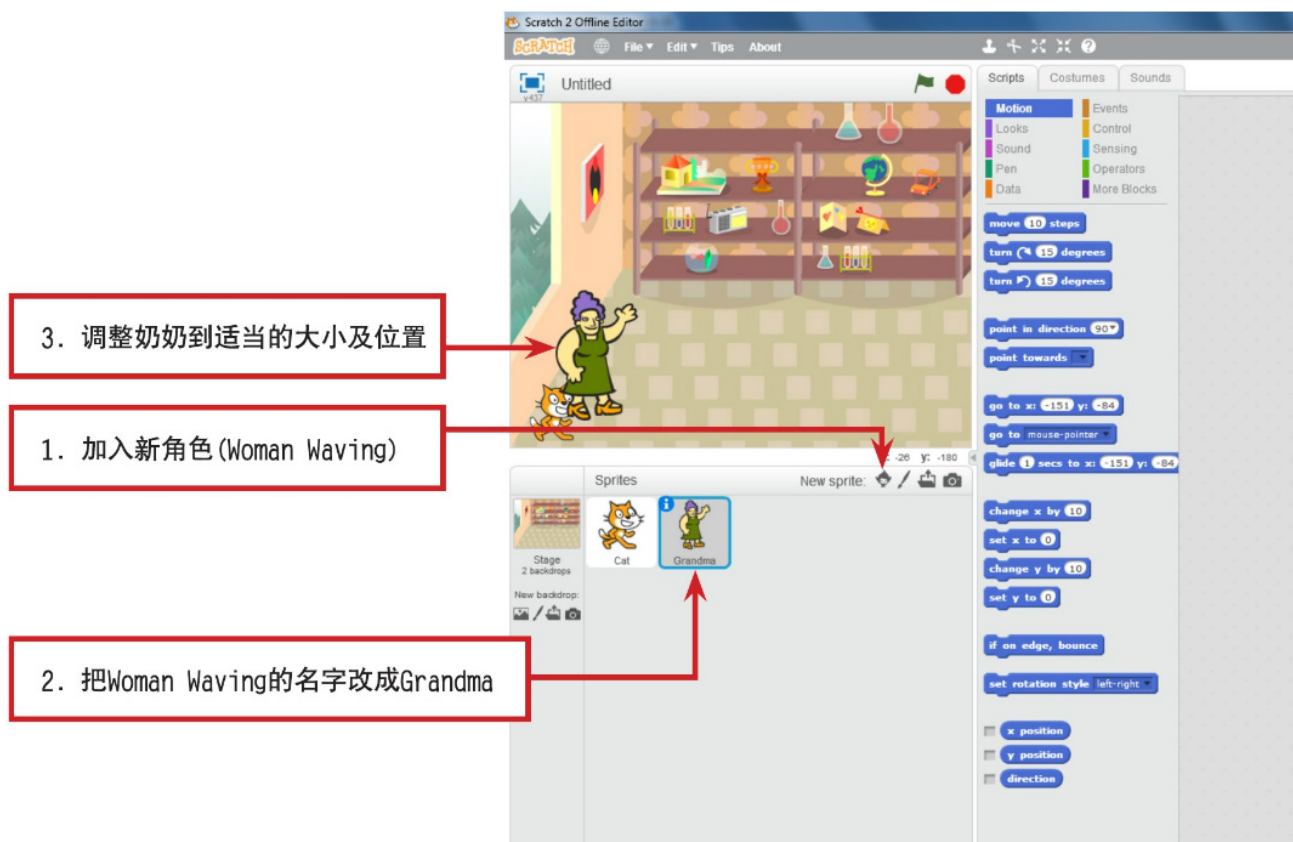 Scratch 2 Offline Editor
SCRATCH File Edit Tips About
v437 Untitled
Scripts Costumes Sounds
Motion Events
Looks Control
Sound Sensing
Pen Operators
Data More Blocks
move 10 steps
turn 15 degrees
turn 15 degrees
point in direction 90
point towards
go to x: -151 y: -84
go to mouse-pointer
glide 1 secs to x: -151 y: -84
change x by 10
set x to 0
change y by 10
set y to 0
if on edge, bounce
set rotation style left-right
x position
y position
direction
3. 调整奶奶到适当的大小及位置
1. 加入新角色(Woman Waving)
: -26 y: -180
Sprites New sprite:
Stage
2 backdrops
New backdrop:
Cat
Grandma
2. 把Woman Waving的名字改成Grandma